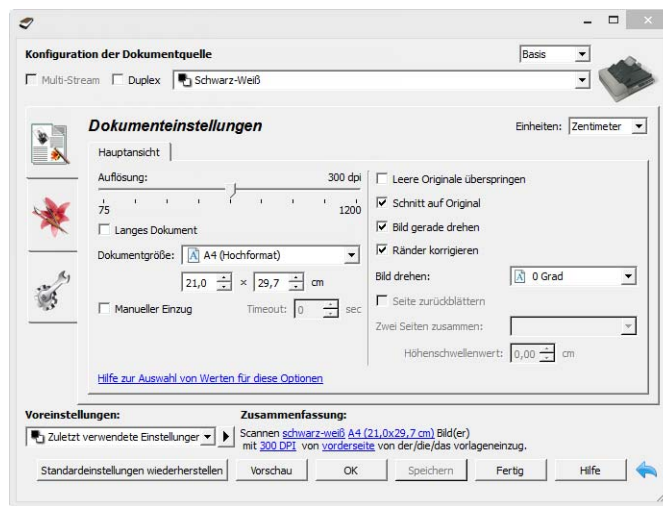 Konfiguration der Dokumentquelle
Basis
Multi-Stream
Duplex
Schwarz-Weiß
Dokumenteinstellungen
Einheiten: Zentimeter
Hauptansicht
Auflösung: 300 dpi
75 1200
Langes Dokument
Dokumentgröße: A4 (Hochformat)
21,0 × 29,7 cm
Manueller Einzug Timeout: 0 sec
Hilfe zur Auswahl von Werten für diese Optionen
Leere Originale überspringen
Schnitt auf Original
Bild gerade drehen
Ränder korrigieren
Bild drehen: 0 Grad
Seite zurückblättern
Zwei Seiten zusammen:
Höhenschwellenwert: 0,00 cm
Voreinstellungen:
Zuletzt verwendete Einstellunger
Zusammenfassung:
Scannen schwarz-weiß A4 (21,0x29,7 cm) Bild(er)
mit 300 DPI von vorderseite von der/die/das vorlageneinzug.
Standardeinstellungen wiederherstellen
Vorschau
OK
Speichern
Fertig
Hilfe